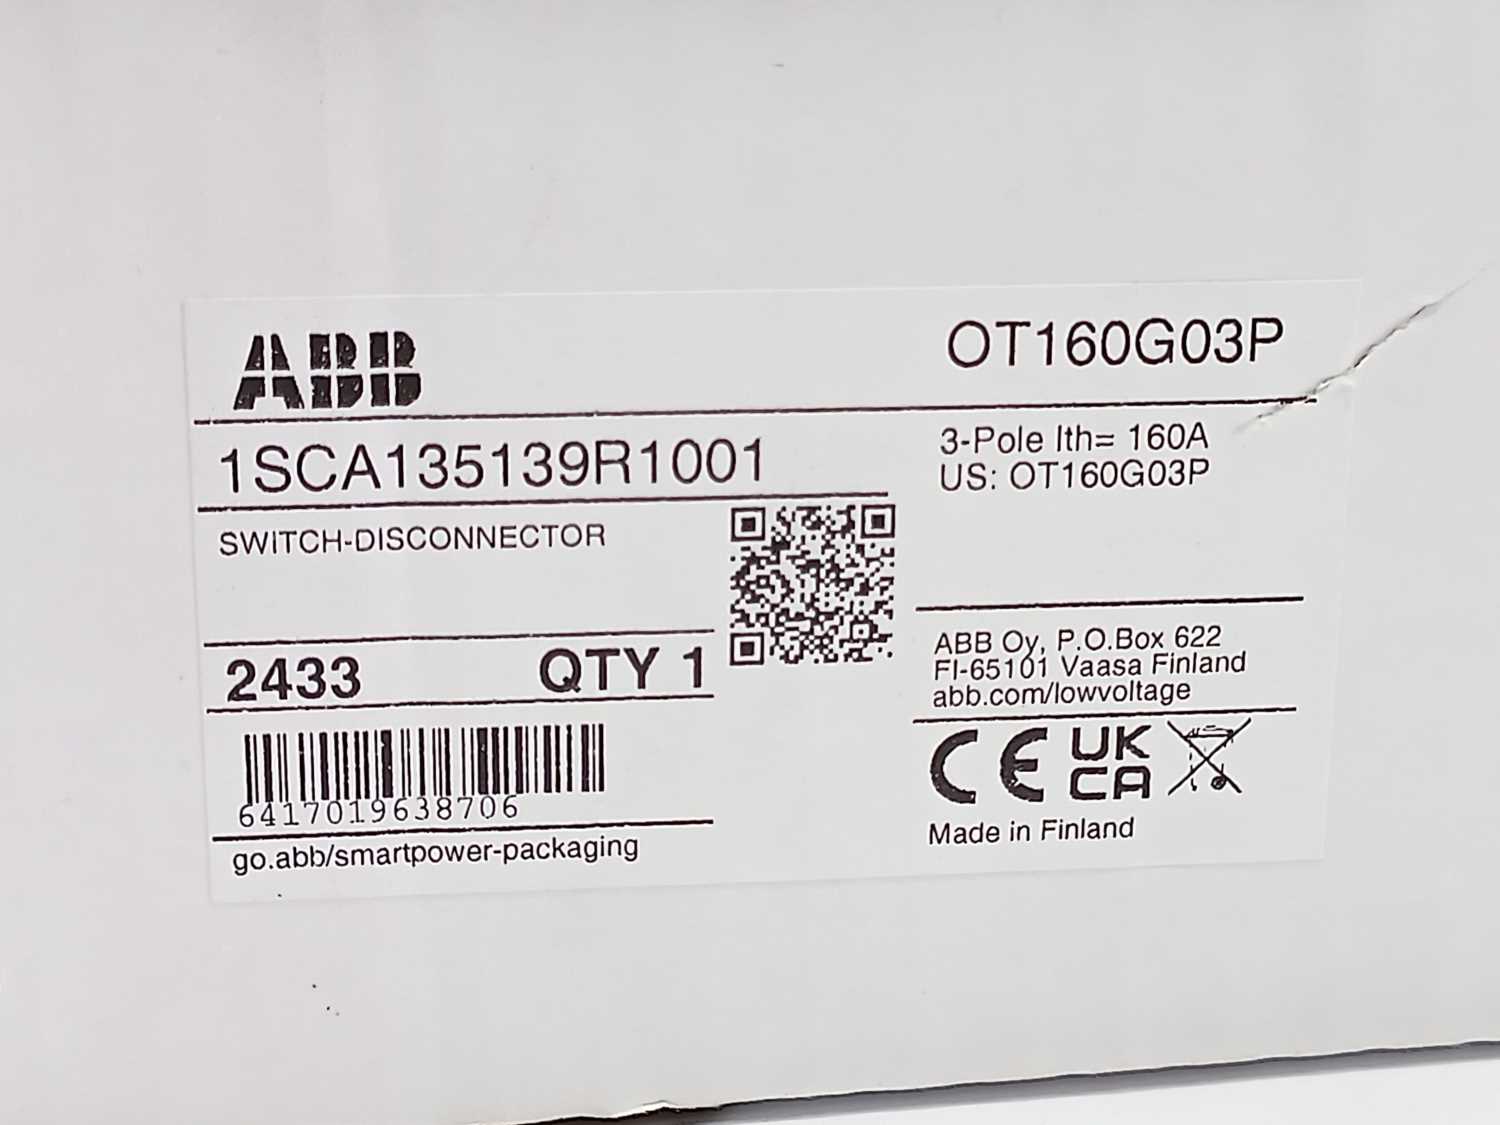 ABB
OT160G03P
1SCA135139R1001
3-Pole Ith= 160A
US: OT160G03P
SWITCH-DISCONNECTOR
2433 QTY 1
ABB Oy, P.O.Box 622
FI-65101 Vaasa Finland
abb.com/lowvoltage
6417019638706
CE UK CA
go.abb/smartpower-packaging
Made in Finland